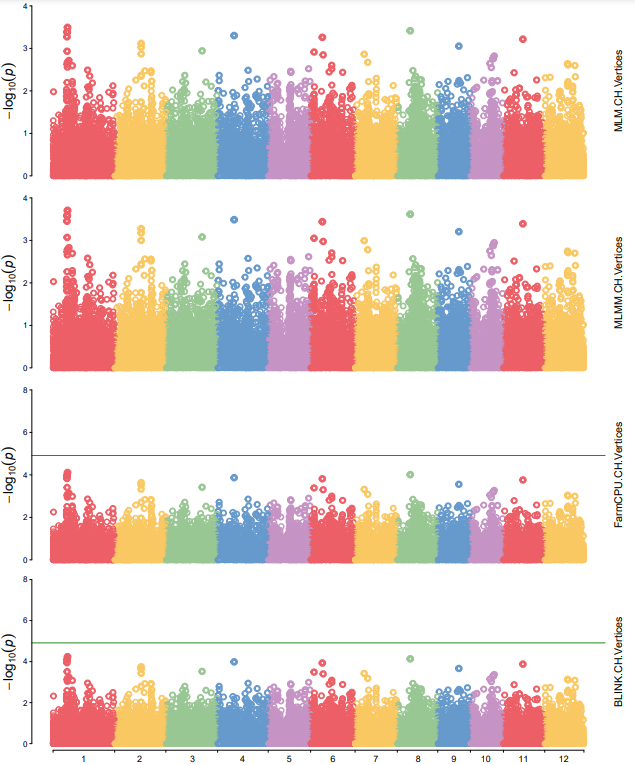 4
3
2
1
0
−log10(p)
MLM.CH.Vertices
4
3
2
1
0
−log10(p)
MLMM.CH.Vertices
8
6
4
2
0
−log10(p)
FarmCPU.CH.Vertices
8
6
4
2
0
−log10(p)
BLINK.CH.Vertices
1 2 3 4 5 6 7 8 9 10 11 12